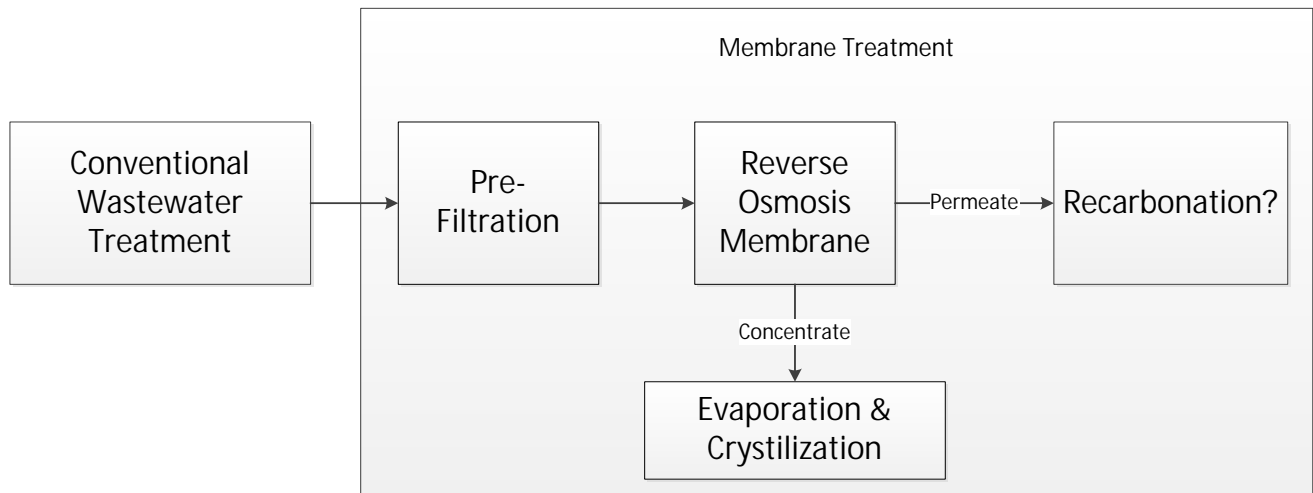 Membrane Treatment
Conventional
Wastewater
Treatment
Pre-
Filtration
Reverse
Osmosis
Membrane
Permeate
Recarbonation?
Concentrate
Evaporation &
Crystilization